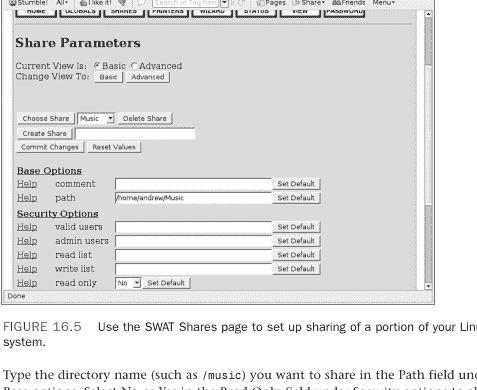 Stumble! All▾ I like it! Search or Tag here Pages Share▾ Friends Menu▾
HOME GLOBALS SHARES PRINTERS WIZARD STATUS VIEW PASSWORD
Share Parameters
Current View Is: Basic Advanced
Change View To: Basic Advanced
Choose Share Music Delete Share
Create Share
Commit Changes Reset Values
Base Options
Help comment Set Default
Help path /home/andrew/Music Set Default
Security Options
Help valid users Set Default
Help admin users Set Default
Help read list Set Default
Help write list Set Default
Help read only No Set Default
Done
FIGURE 16.5 Use the SWAT Shares page to set up sharing of a portion of your Linu
system.
Type the directory name (such as /music) you want to share in the Path field und